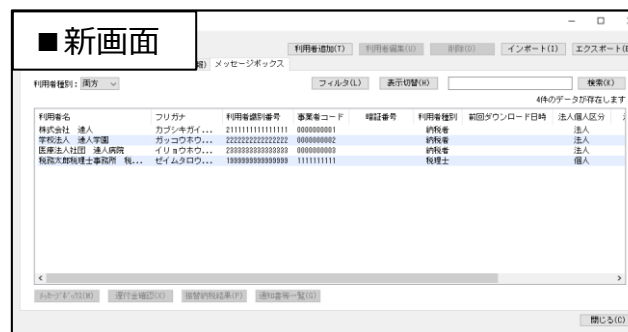 ■新画面
利用者追加(T) 利用者編集(U) 削除(D) インポート(I) エクスポート(E
報) メッセージボックス
利用者種別: 両方 フィルタ(L) 表示切替(H) 検索(K)
4件のデータが存在します
利用者名 フリガナ 利用者識別番号 事業者コード 暗証番号 利用者種別 前回ダウンロード日時 法人個人区分
株式会社 達人 カブシキガイ... 2111111111111111 0000000001 納税者 法人
学校法人 達人学園 ガッコウホウ... 2222222222222222 0000000002 納税者 法人
医療法人社団 達人病院 イリョウホウ... 2333333333333333 0000000003 納税者 法人
税務太郎税理士事務所 税... ゼイムタロウ... 1999999999999999 1111111111 税理士 個人
メッセージボックス(M) 還付金確認(X) 振替納税結果(P) 通知書等一覧(G)
閉じる(C)